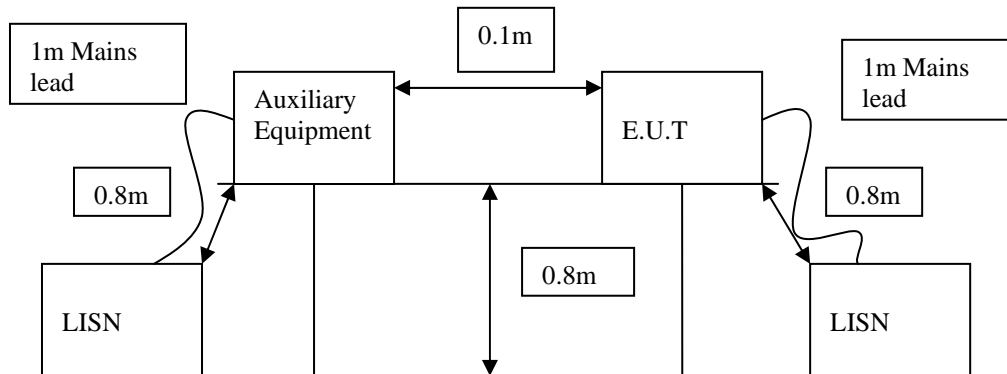 0.1m
1m Mains
lead
1m Mains
lead
Auxiliary
Equipment
E.U.T
0.8m
0.8m
0.8m
LISN
LISN